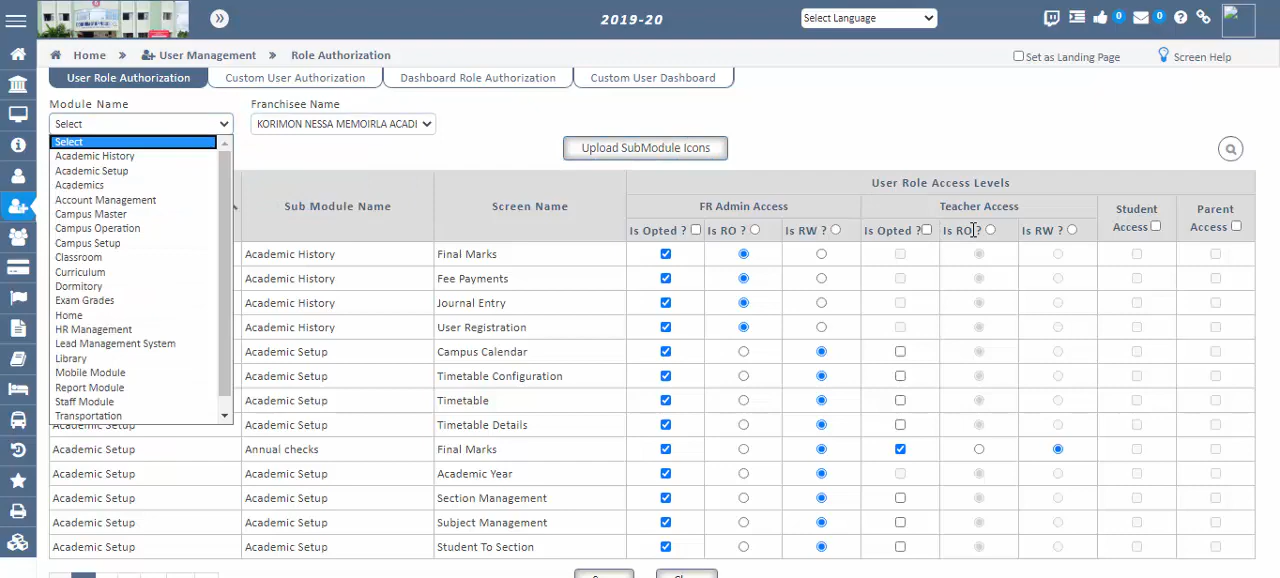 2019-20
Select Language
0
0
Home » User Management » Role Authorization
Set as Landing Page
Screen Help
User Role Authorization
Custom User Authorization
Dashboard Role Authorization
Custom User Dashboard
Module Name
Franchisee Name
Select
KORIMON NESSA MEMOIRLA ACADI
Upload SubModule Icons
Select
Academic History
Academic Setup
Academics
Account Management
Campus Master
Campus Operation
Campus Setup
Classroom
Curriculum
Dormitory
Exam Grades
Home
HR Management
Lead Management System
Library
Mobile Module
Report Module
Staff Module
Transportation
User Role Access Levels
Sub Module Name
Screen Name
FR Admin Access
Teacher Access
Student Access
Parent Access
Is Opted ?
Is RO ?
Is RW ?
Is Opted ?
Is RO ?
Is RW ?
Academic History Final Marks
Academic History Fee Payments
Academic History Journal Entry
Academic History User Registration
Academic Setup Campus Calendar
Academic Setup Timetable Configuration
Academic Setup Timetable
Academic Setup Academic Setup Timetable Details
Academic Setup Annual checks Final Marks
Academic Setup Academic Setup Academic Year
Academic Setup Academic Setup Section Management
Academic Setup Academic Setup Subject Management
Academic Setup Academic Setup Student To Section